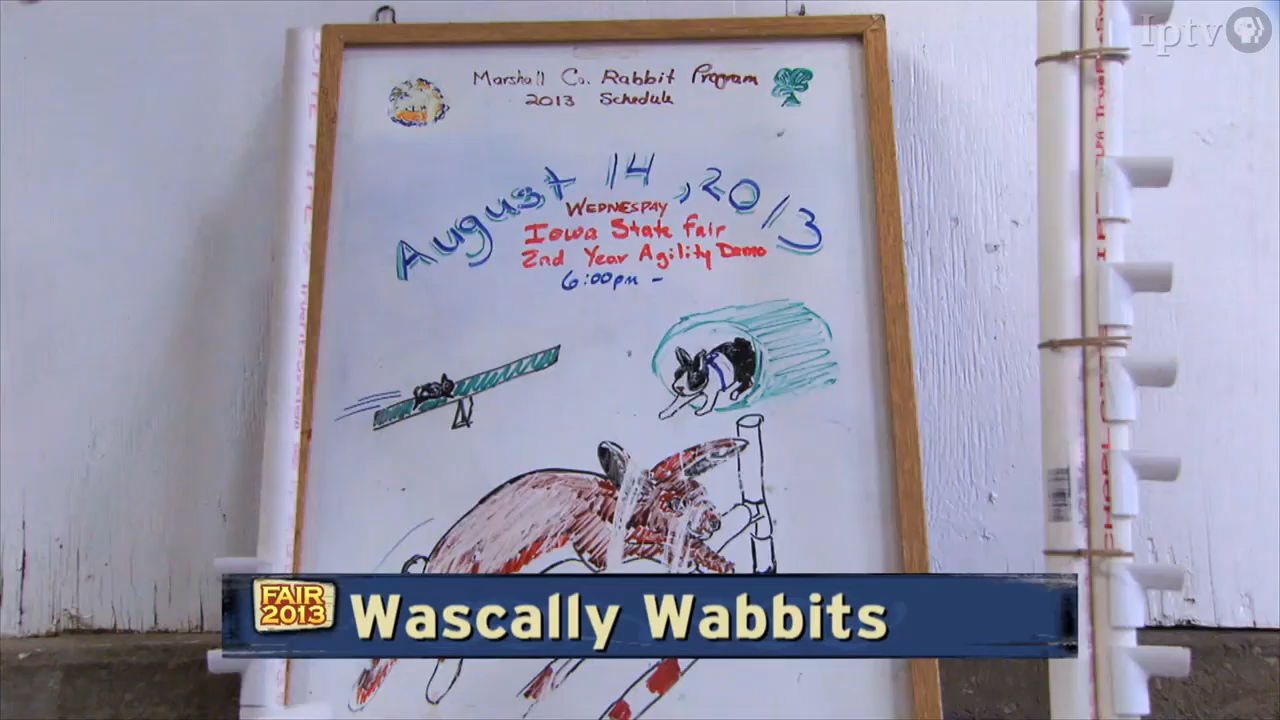 Iptv
Marshall Co. Rabbit Program
2013 Schedule
August 14, 2013
WEDNESDAY
Iowa State Fair
2nd Year Agility Demo
6:00pm -
FAIR
2013
Wascally Wabbits